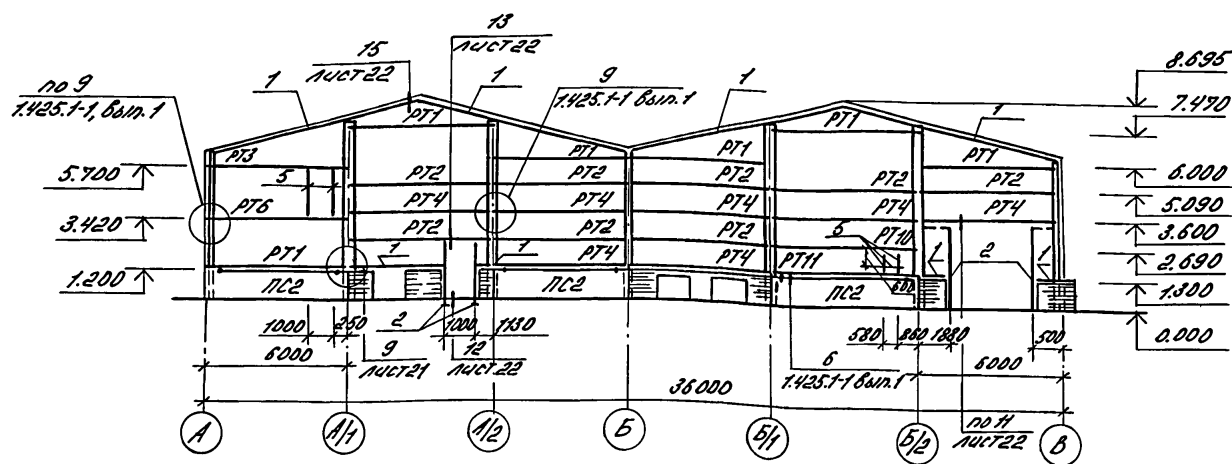 13
лист 22
15
лист 22
по 9
1.425.1-1, вып.1
1
1
9
1.425.1-1 вып.1
1
1
8.695
7.470
РТ1
РТ1
РТ3
РТ1
РТ1
РТ1
5.700
5
РТ2
РТ2
РТ2
РТ2
РТ2
6.000
РТ6
РТ4
РТ4
РТ4
РТ4
РТ4
5.090
3.420
РТ2
РТ2
РТ2
РТ2
5
РТ10
3.600
РТ1
1
1
РТ4
РТ4
РТ11
600
1
2
1
2.690
1.200
ПС2
ПС2
ПС2
1.300
1000
250
2
1000
1130
580
860
1880
500
0.000
6000
9
лист 21
12
лист 22
6
1.425.1-1 вып.1
6000
36000
по 11
лист 22
А
А/1
А/2
Б
Б/1
Б/2
В